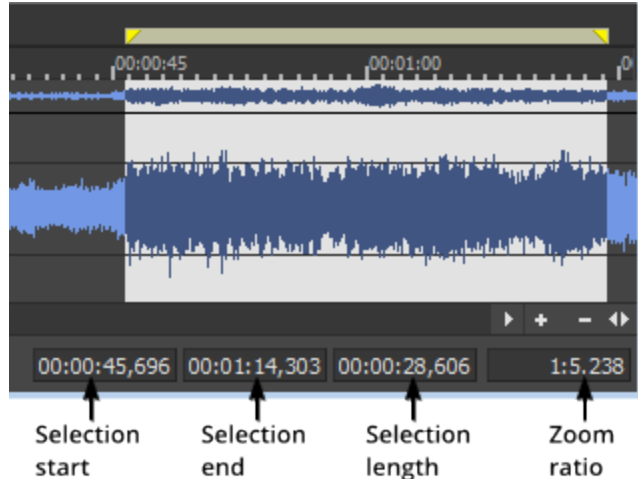 00:00:45 00:01:00
00:00:45,696 00:01:14,303 00:00:28,606 1:5.238
Selection start
Selection end
Selection length
Zoom ratio